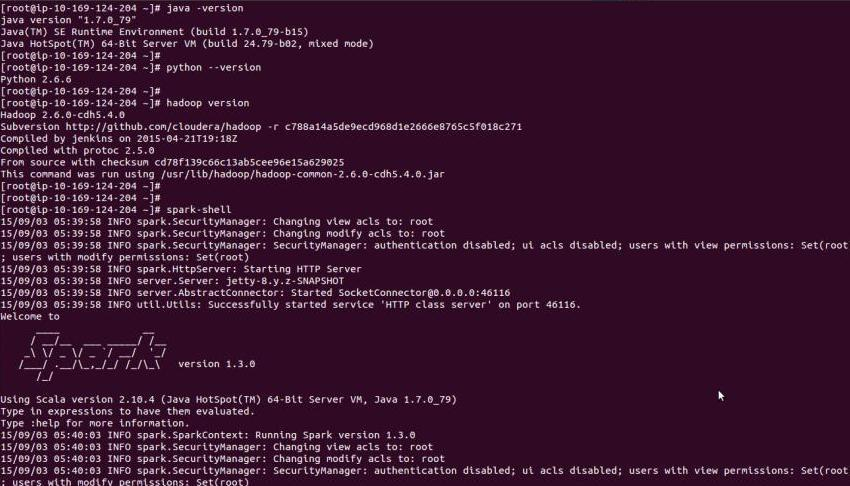 [root@ip-10-169-124-204 ~]# java -version
java version "1.7.0_79"
Java(TM) SE Runtime Environment (build 1.7.0_79-b15)
Java HotSpot(TM) 64-Bit Server VM (build 24.79-b02, mixed mode)
[root@ip-10-169-124-204 ~]#
[root@ip-10-169-124-204 ~]# python --version
Python 2.6.6
[root@ip-10-169-124-204 ~]#
[root@ip-10-169-124-204 ~]# hadoop version
Hadoop 2.6.0-cdh5.4.0
Subversion http://github.com/cloudera/hadoop -r c788a14a5de9ecd968d1e2666e8765c5f018c271
Compiled by jenkins on 2015-04-21T19:18Z
Compiled with protoc 2.5.0
From source with checksum cd78f139c66c13ab5cee96e15a629025
This command was run using /usr/lib/hadoop/hadoop-common-2.6.0-cdh5.4.0.jar
[root@ip-10-169-124-204 ~]#
[root@ip-10-169-124-204 ~]#
[root@ip-10-169-124-204 ~]# spark-shell
15/09/03 05:39:58 INFO spark.SecurityManager: Changing view acls to: root
15/09/03 05:39:58 INFO spark.SecurityManager: Changing modify acls to: root
15/09/03 05:39:58 INFO spark.SecurityManager: SecurityManager: authentication disabled; ui acls disabled; users with view permissions: Set(root
; users with modify permissions: Set(root)
15/09/03 05:39:58 INFO spark.HttpServer: Starting HTTP Server
15/09/03 05:39:58 INFO server.Server: jetty-8.y.z-SNAPSHOT
15/09/03 05:39:58 INFO server.AbstractConnector: Started SocketConnector@0.0.0.0:46116
15/09/03 05:39:58 INFO util.Utils: Successfully started service 'HTTP class server' on port 46116.
Welcome to
Spark version 1.3.0
Using Scala version 2.10.4 (Java HotSpot(TM) 64-Bit Server VM, Java 1.7.0_79)
Type in expressions to have them evaluated.
Type :help for more information.
15/09/03 05:40:03 INFO spark.SparkContext: Running Spark version 1.3.0
15/09/03 05:40:03 INFO spark.SecurityManager: Changing view acls to: root
15/09/03 05:40:03 INFO spark.SecurityManager: Changing modify acls to: root
15/09/03 05:40:03 INFO spark.SecurityManager: SecurityManager: authentication disabled; ui acls disabled; users with view permissions: Set(root
; users with modify permissions: Set(root)